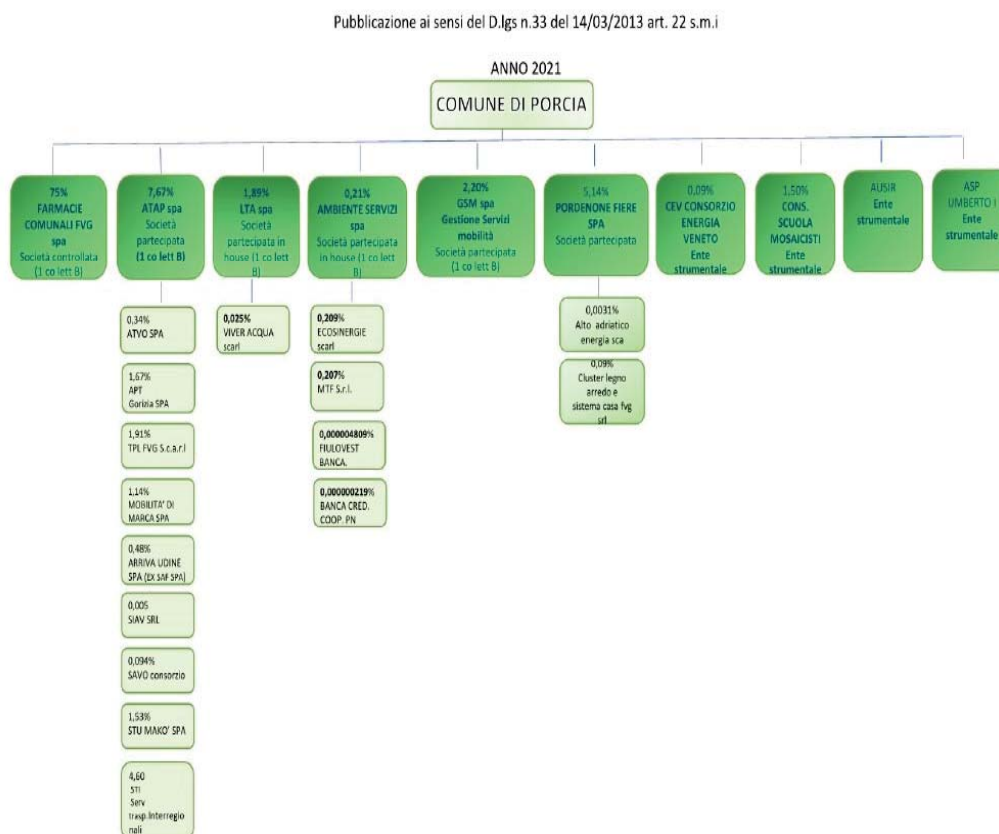 Pubblicazione ai sensi del D.lgs n.33 del 14/03/2013 art. 22 s.m.i
ANNO 2021
COMUNE DI PORCIA
75%
FARMACIE
COMUNALI FVG
spa
Società controllata
(1 co lett B)
7,67%
ATAP spa
Società
partecipata
(1 co lett B)
1,89%
LTA spa
Società
partecipata in
house (1 co lett
B)
0,21%
AMBIENTE SERVIZI
spa
Società partecipata
in house (1 co lett
B)
2,20%
GSM spa
Gestione Servizi
mobilità
Società partecipata
(1 co lett B)
5,14%
PORDENONE FIERE
SPA
Società partecipata
0,09%
CEV CONSORZIO
ENERGIA
VENETO
Ente
strumentale
1,50%
CONS.
SCUOLA
MOSAICISTI
Ente
strumentale
AUSIR
Ente
strumentale
ASP
UMBERTO I
Ente
strumentale
0,34%
ATVO SPA
1,67%
APT
Gorizia SPA
1,91%
TPL FVG S.c.a.r.l
1,14%
MOBILITA' DI
MARCA SPA
0,48%
ARRIVA UDINE
SPA (EX SAF SPA)
0,005
SIAV SRL
0,094%
SAVO consorzio
1,53%
STU MAKO' SPA
4,60
STI
Serv
trasp.Interregio
nali
0,025%
VIVER ACQUA
scarl
0,209%
ECOSINERGIE
scarl
0,207%
MTF S.r.l.
0,000004809%
FIULOVEST
BANCA.
0,000000219%
BANCA CRED.
COOP. PN
0,0031%
Alto adriatico
energia sca
0,09%
Cluster legno
arredo e
sistema casa fvg
srl